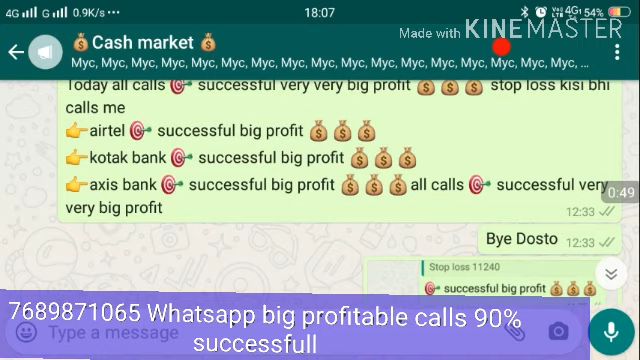 4G 4G 0.9K/s ••• 18:07 4G 54%
Made with KINEMASTER
💰Cash market 💰
Myc, Myc, Myc, Myc, Myc, Myc, Myc, Myc, Myc, Myc, Myc, Myc, Myc, Myc, Myc, Myc, Myc, ...
Today all calls 🎯 successful very very big profit 💰 💰 💰 stop loss kisi bhi
calls me
👉airtel 🎯 successful big profit 💰 💰 💰
👉kotak bank 🎯 successful big profit 💰 💰 💰
👉axis bank 🎯 successful big profit 💰 💰 💰 all calls 🎯 successful very
very big profit
12:33
0:49
Bye Dosto 12:33
Stop loss 11240
🎯 successful big profit 💰 💰 💰
7689871065 Whatsapp big profitable calls 90%
successfull
Type a message